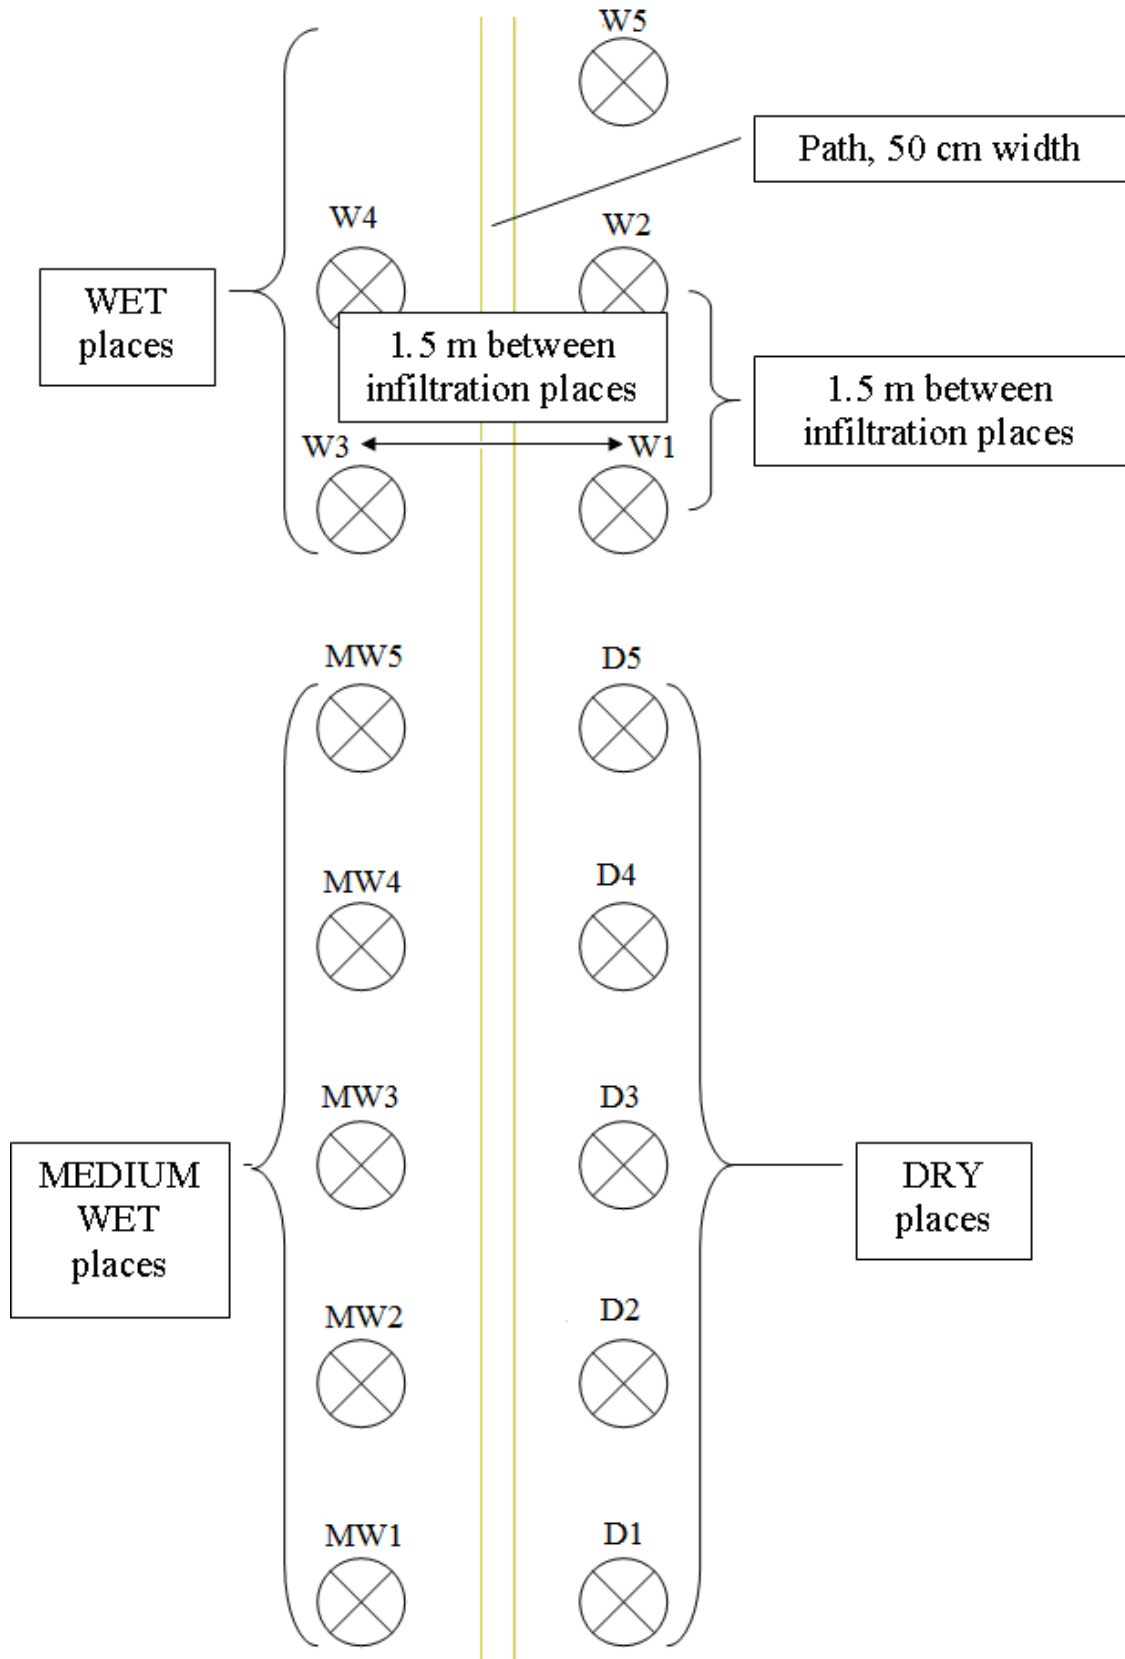 W5
Path, 50 cm width
W4
W2
WET
places
1.5 m between
infiltration places
1.5 m between
infiltration places
W3
W1
MW5
D5
MW4
D4
MW3
D3
MEDIUM
WET
places
DRY
places
MW2
D2
MW1
D1